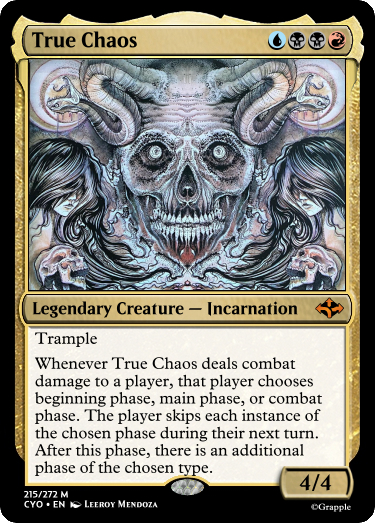 True Chaos
Legendary Creature — Incarnation
Trample
Whenever True Chaos deals combat
damage to a player, that player chooses
beginning phase, main phase, or combat
phase. The player skips each instance of
the chosen phase during their next turn.
After this phase, there is an additional
phase of the chosen type.
4/4
215/272 M
CYO • EN Leeroy Mendoza
©Grapple